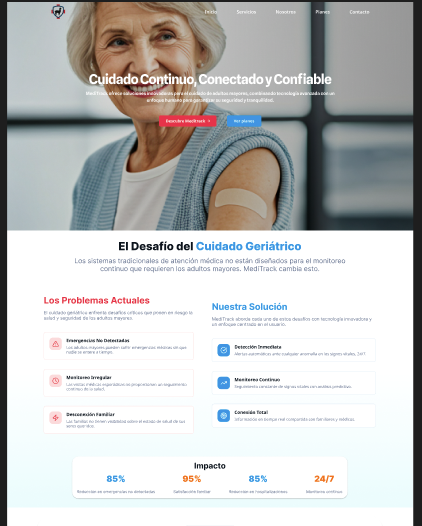 Inicio Servicios Nosotros Planes Contacto
Cuidado Continuo, Conectado y Confiable
MediTrack ofrece soluciones innovadoras para el cuidado de adultos mayores, combinando tecnología avanzada con un
enfoque humano para garantizar su seguridad y tranquilidad.
Descubre Meditrack → Ver planes
El Desafío del Cuidado Geriátrico
Los sistemas tradicionales de atención médica no están diseñados para el monitoreo
continuo que requieren los adultos mayores. MediTrack cambia esto.
Los Problemas Actuales
El cuidado geriátrico enfrenta desafíos críticos que ponen en riesgo la
salud y seguridad de los adultos mayores.
Emergencias No Detectadas
Los adultos mayores pueden sufrir emergencias médicas sin que
nadie se entere a tiempo.
Monitoreo Irregular
Las visitas médicas esporádicas no proporcionan un seguimiento
continuo de la salud.
Desconexión Familiar
Las familias no tienen visibilidad sobre el estado de salud de sus
seres queridos.
Nuestra Solución
MediTrack aborda cada uno de estos desafíos con tecnología innovadora y
un enfoque centrado en el usuario.
Detección Inmediata
Alertas automáticas ante cualquier anomalía en los signos vitales, 24/7.
Monitoreo Continuo
Seguimiento constante de signos vitales con análisis predictivo.
Conexión Total
Información en tiempo real compartida con familiares y médicos.
Impacto
85% 95% 85% 24/7
Reducción en emergencias no detectadas Satisfacción familiar Reducción en hospitalizaciones Monitoreo continuo